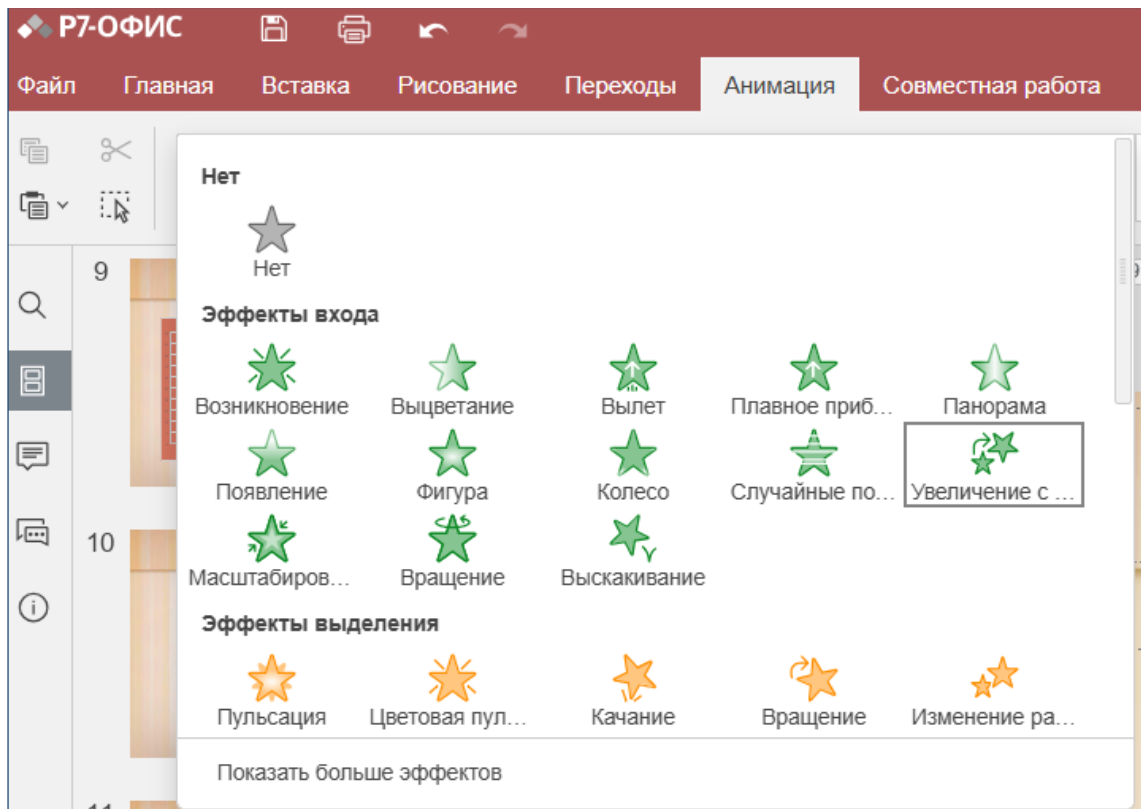 Р7-ОФИС
Файл Главная Вставка Рисование Переходы Анимация Совместная работа
Нет
Нет
9
Эффекты входа
Возникновение Выцветание Вылет Плавное приб... Панорама
Появление Фигура Колесо Случайные по... Увеличение с ...
10
Масштабиров... Вращение Выскакивание
Эффекты выделения
Пульсация Цветовая пул... Качание Вращение Изменение ра...
Показать больше эффектов
11